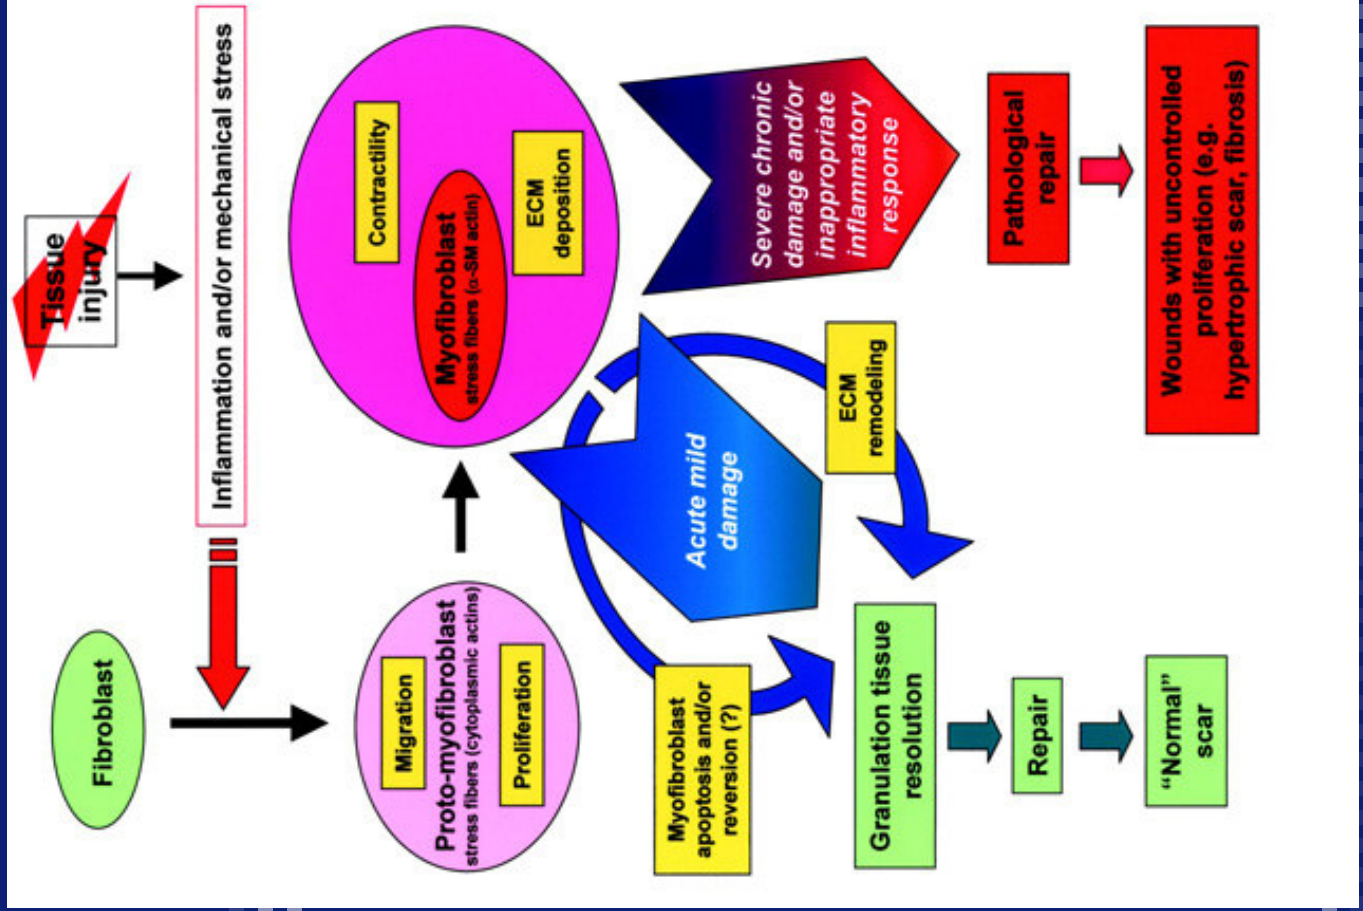 Tissue
injury
Inflammation and/or mechanical stress
Fibroblast
Migration
Proto-myofibroblast
stress fibers (cytoplasmic actins)
Proliferation
Contractility
Myofibroblast
stress fibers (α-SM actin)
ECM
deposition
Acute mild
damage
Severe chronic
damage and/or
inappropriate
inflammatory
response
Myofibroblast
apoptosis and/or
reversion (?)
ECM
remodeling
Granulation tissue
resolution
Repair
“Normal”
scar
Pathological
repair
Wounds with uncontrolled
proliferation (e.g.
hypertrophic scar, fibrosis)